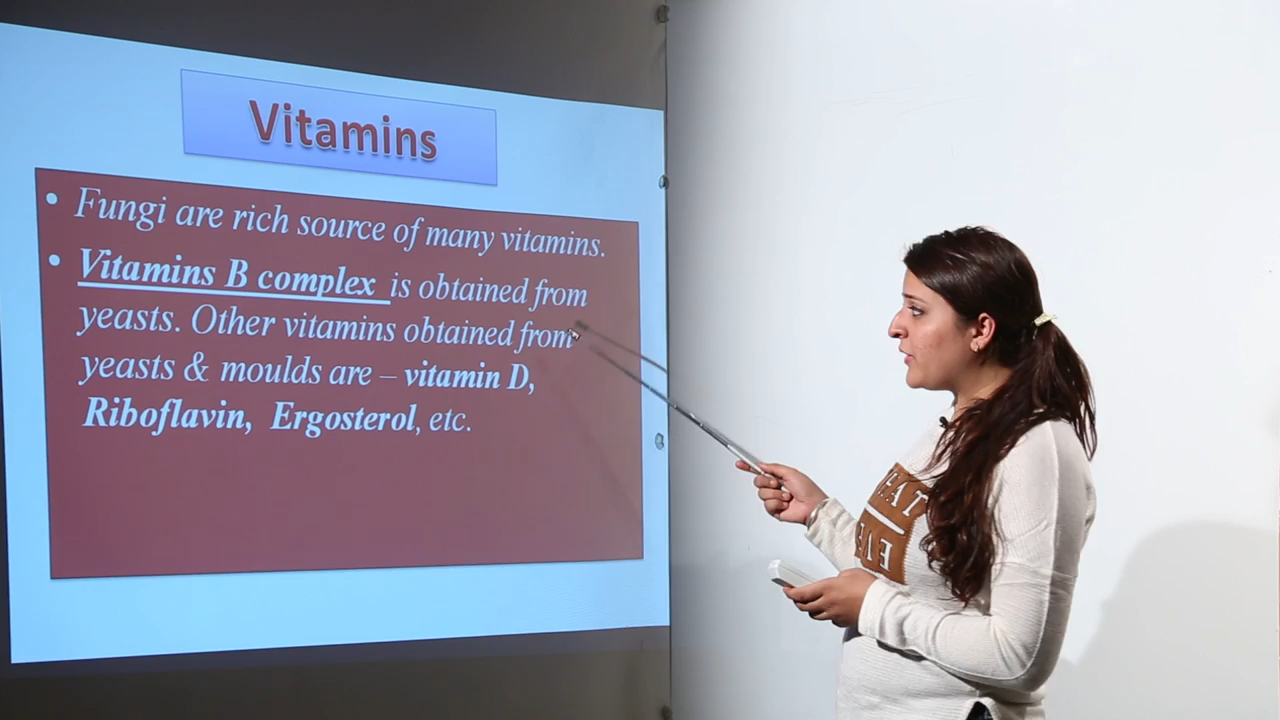 Vitamins
• Fungi are rich source of many vitamins.
• Vitamins B complex is obtained from
yeasts. Other vitamins obtained from
yeasts & moulds are – vitamin D,
Riboflavin, Ergosterol, etc.